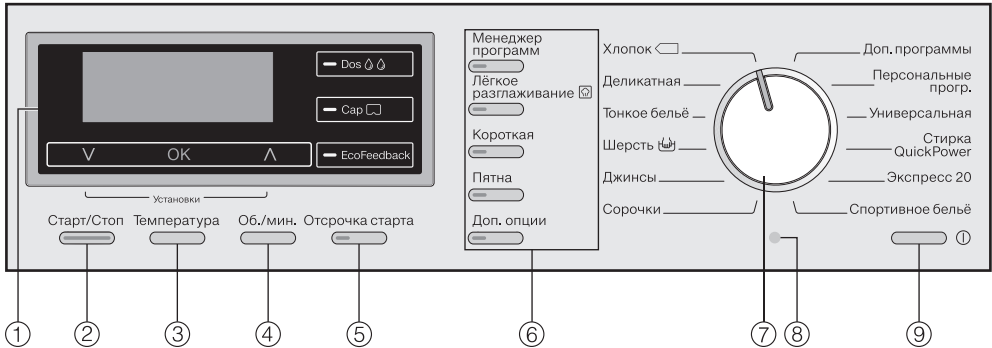 Dos
Cap
EcoFeedback
OK
Установки
Старт/Стоп
Температура
Об./мин.
Отсрочка старта
Менеджер
программ
Лёгкое
разглаживание
Короткая
Пятна
Доп. опции
Хлопок
Деликатная
Тонкое бельё
Шерсть
Джинсы
Сорочки
Доп. программы
Персональные
прогр.
Универсальная
Стирка
QuickPower
Экспресс 20
Спортивное бельё
1
2
3
4
5
6
7
8
9